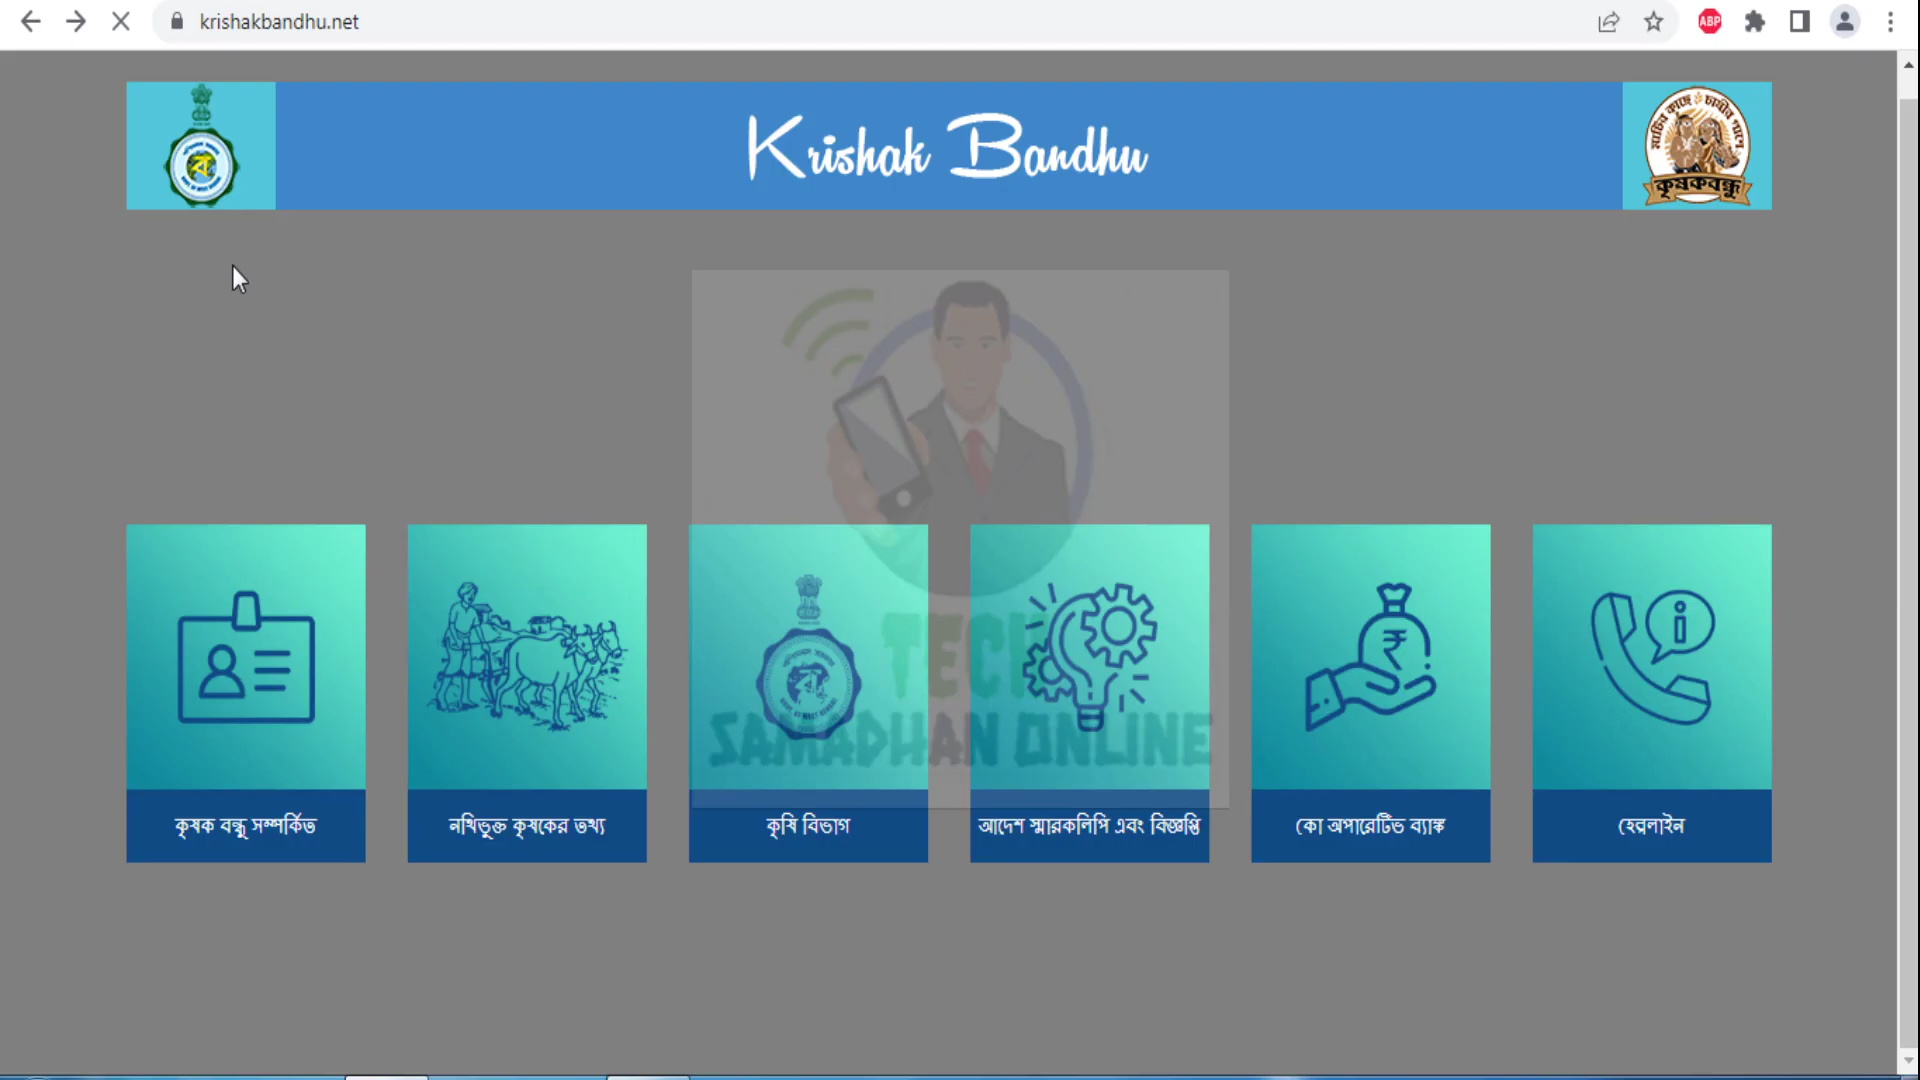 krishakbandhu.net
ABP
Krishak Bandhu
মাটির কাছে চাষীর পাশে
কৃষকবন্ধু
ব
TECH
SAMADHAN ONLINE
কৃষক বন্ধু সম্পর্কিত
নথিভুক্ত কৃষকের তথ্য
কৃষি বিভাগ
আদেশ স্মারকলিপি এবং বিজ্ঞপ্তি
কো অপারেটিভ ব্যাঙ্ক
হেল্পলাইন